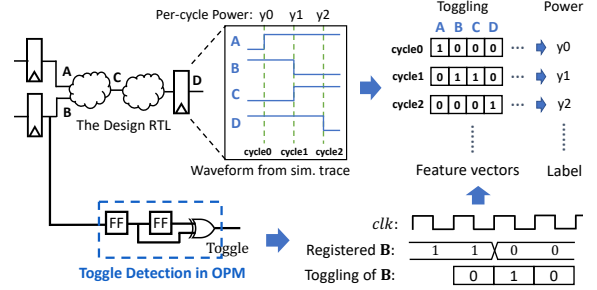 Per-cycle Power: y0 y1 y2
A
B
C
D
A
B
C
D
The Design RTL
cycle0 cycle1 cycle2
Waveform from sim. trace
Toggling Power
A B C D
cycle0 1 0 0 0 ··· y0
cycle1 0 1 1 0 ··· y1
cycle2 0 0 0 1 ··· y2
Feature vectors Label
FF FF
Toggle
Toggle Detection in OPM
clk:
Registered B: 1 1 0 0
Toggling of B: 0 1 0